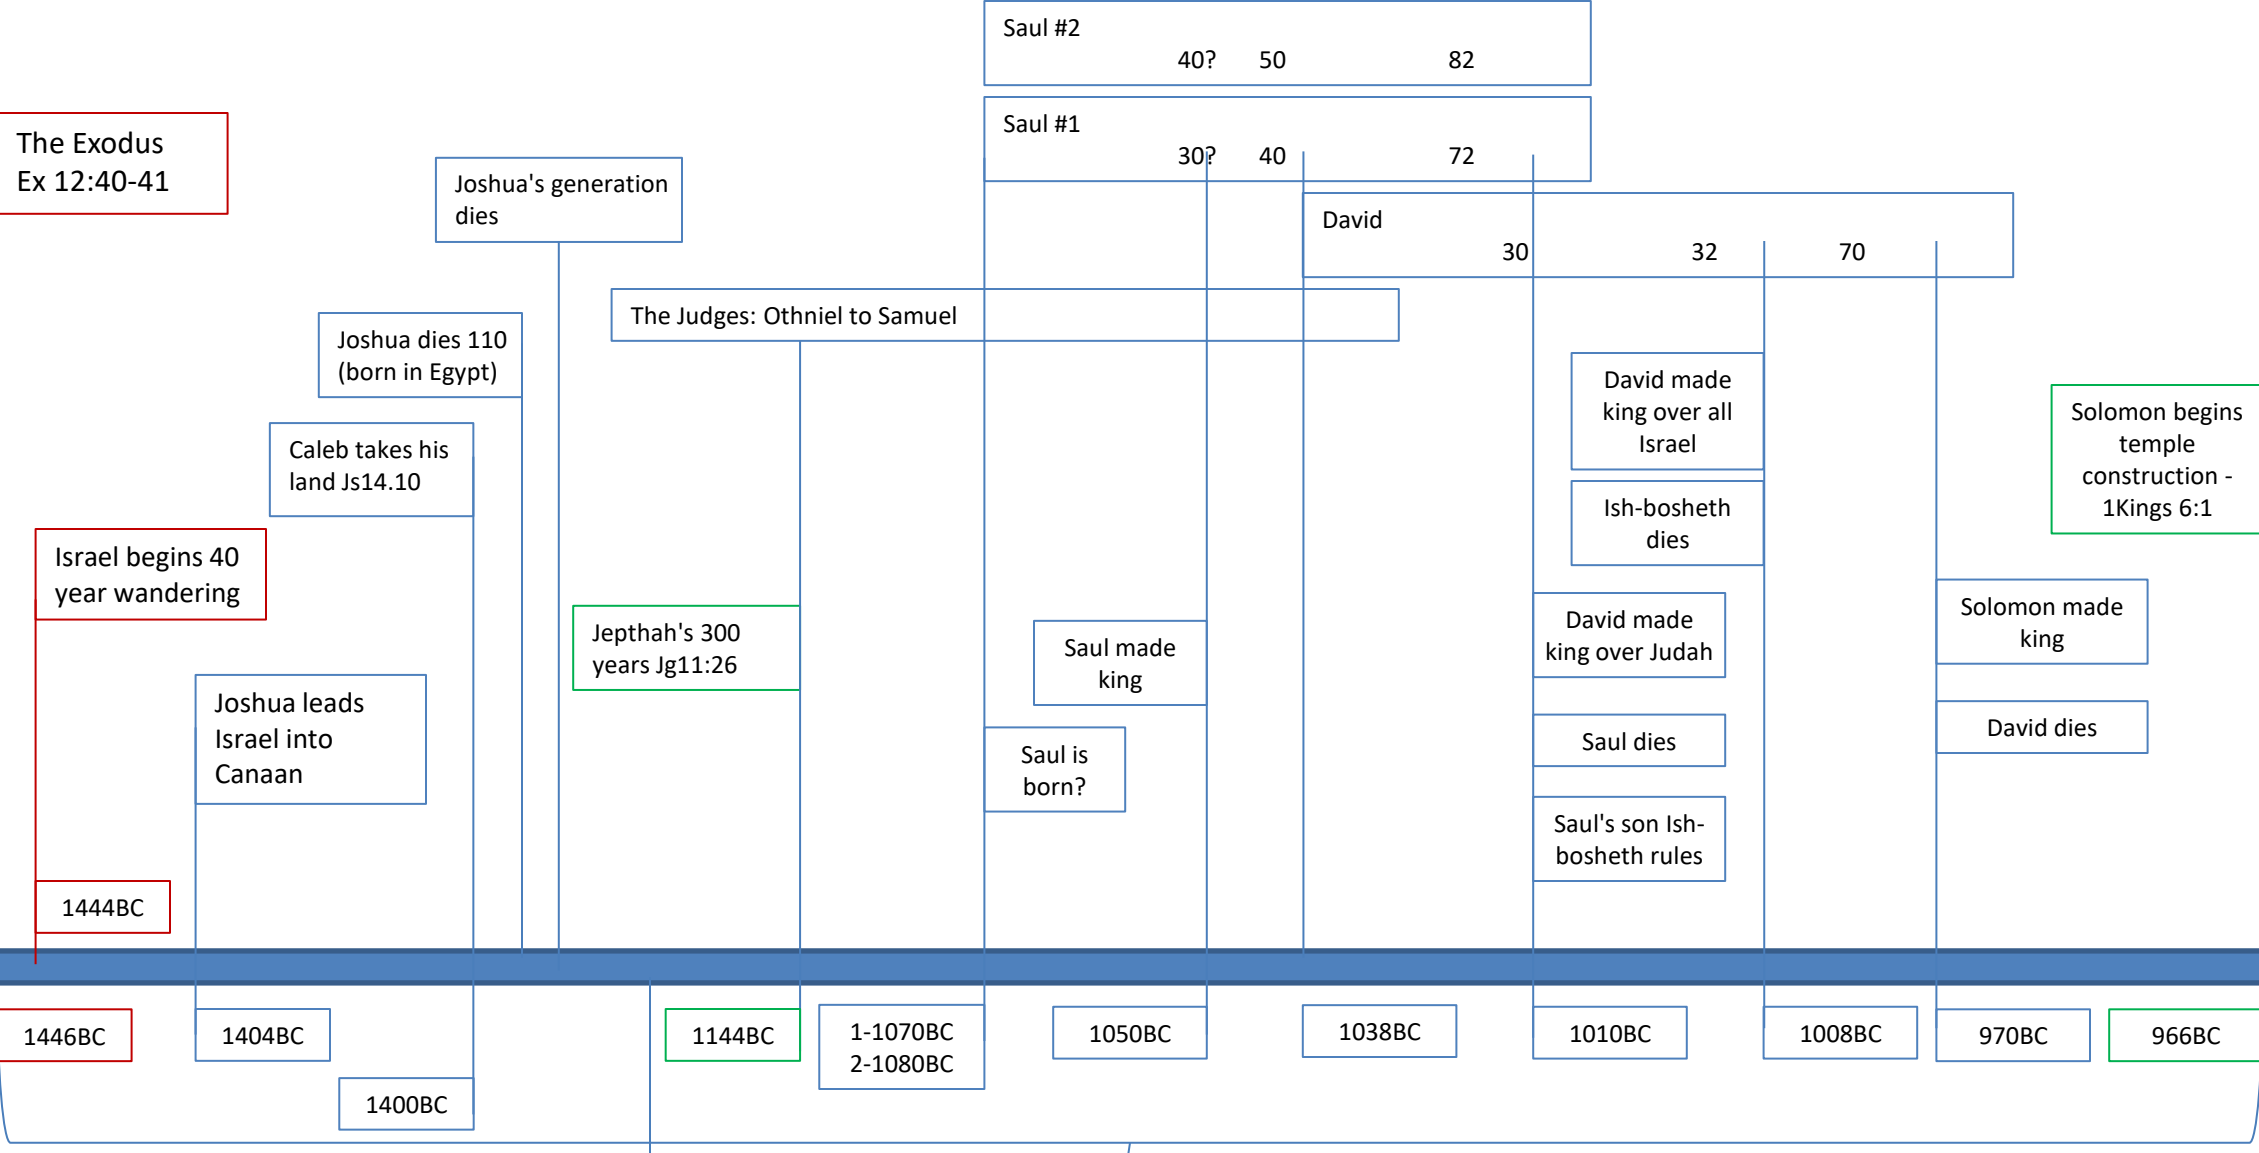 Saul #2
40? 50 82
Saul #1
30? 40 72
The Exodus
Ex 12:40-41
Joshua's generation
dies
David
30 32 70
The Judges: Othniel to Samuel
Joshua dies 110
(born in Egypt)
David made
king over all
Israel
Solomon begins
temple
construction -
1Kings 6:1
Caleb takes his
land Js14.10
Ish-bosheth
dies
Israel begins 40
year wandering
Jepthah's 300
years Jg11:26
Saul made
king
David made
king over Judah
Solomon made
king
Joshua leads
Israel into
Canaan
Saul is
born?
Saul dies
David dies
Saul's son Ish-
bosheth rules
1444BC
1446BC
1404BC
1144BC
1-1070BC
2-1080BC
1050BC
1038BC
1010BC
1008BC
970BC
966BC
1400BC